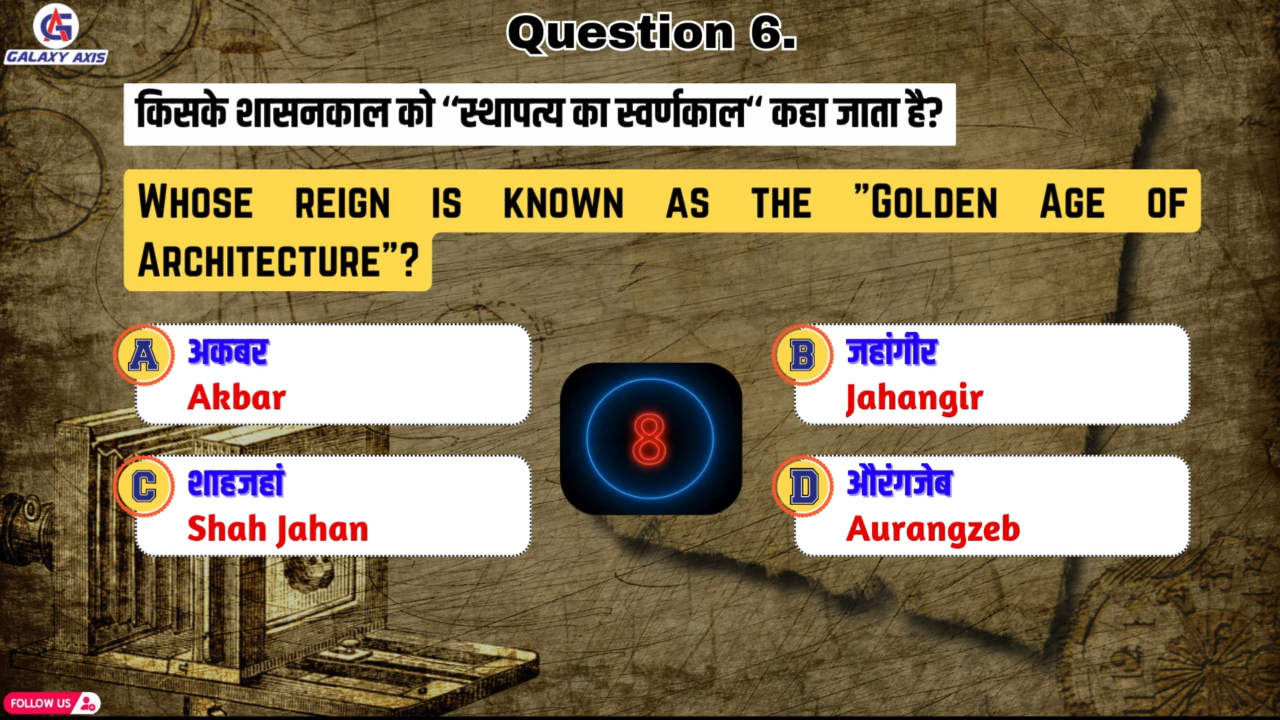 GALAXY AXIS
Question 6.
किसके शासनकाल को “स्थापत्य का स्वर्णकाल“ कहा जाता है?
Whose reign is known as the ”Golden Age of
Architecture”?
A
अकबर
Akbar
B
जहांगीर
Jahangir
8
C
शाहजहां
Shah Jahan
D
औरंगजेब
Aurangzeb
FOLLOW US